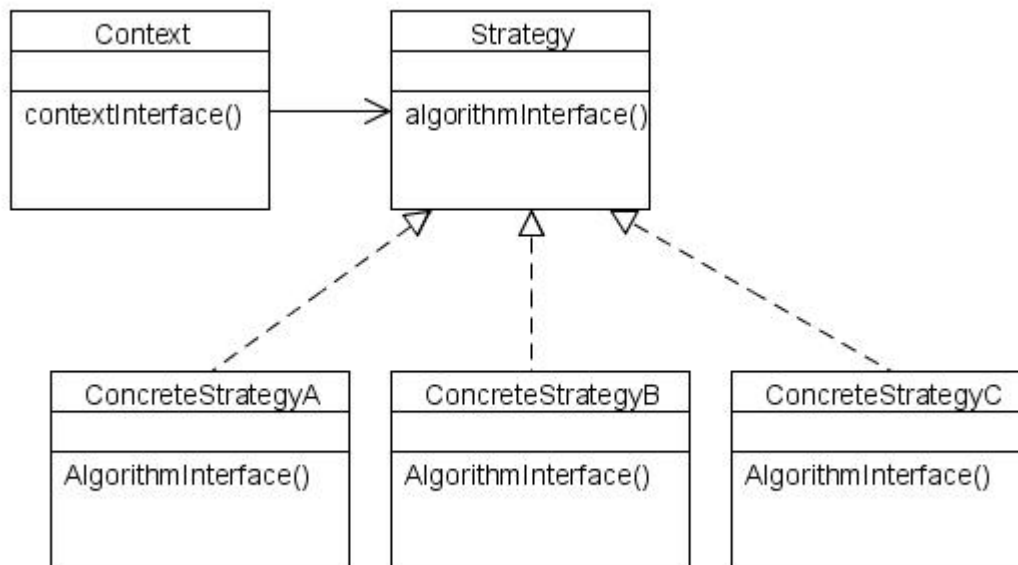 Context
contextInterface()
Strategy
algorithmInterface()
ConcreteStrategyA
AlgorithmInterface()
ConcreteStrategyB
AlgorithmInterface()
ConcreteStrategyC
AlgorithmInterface()